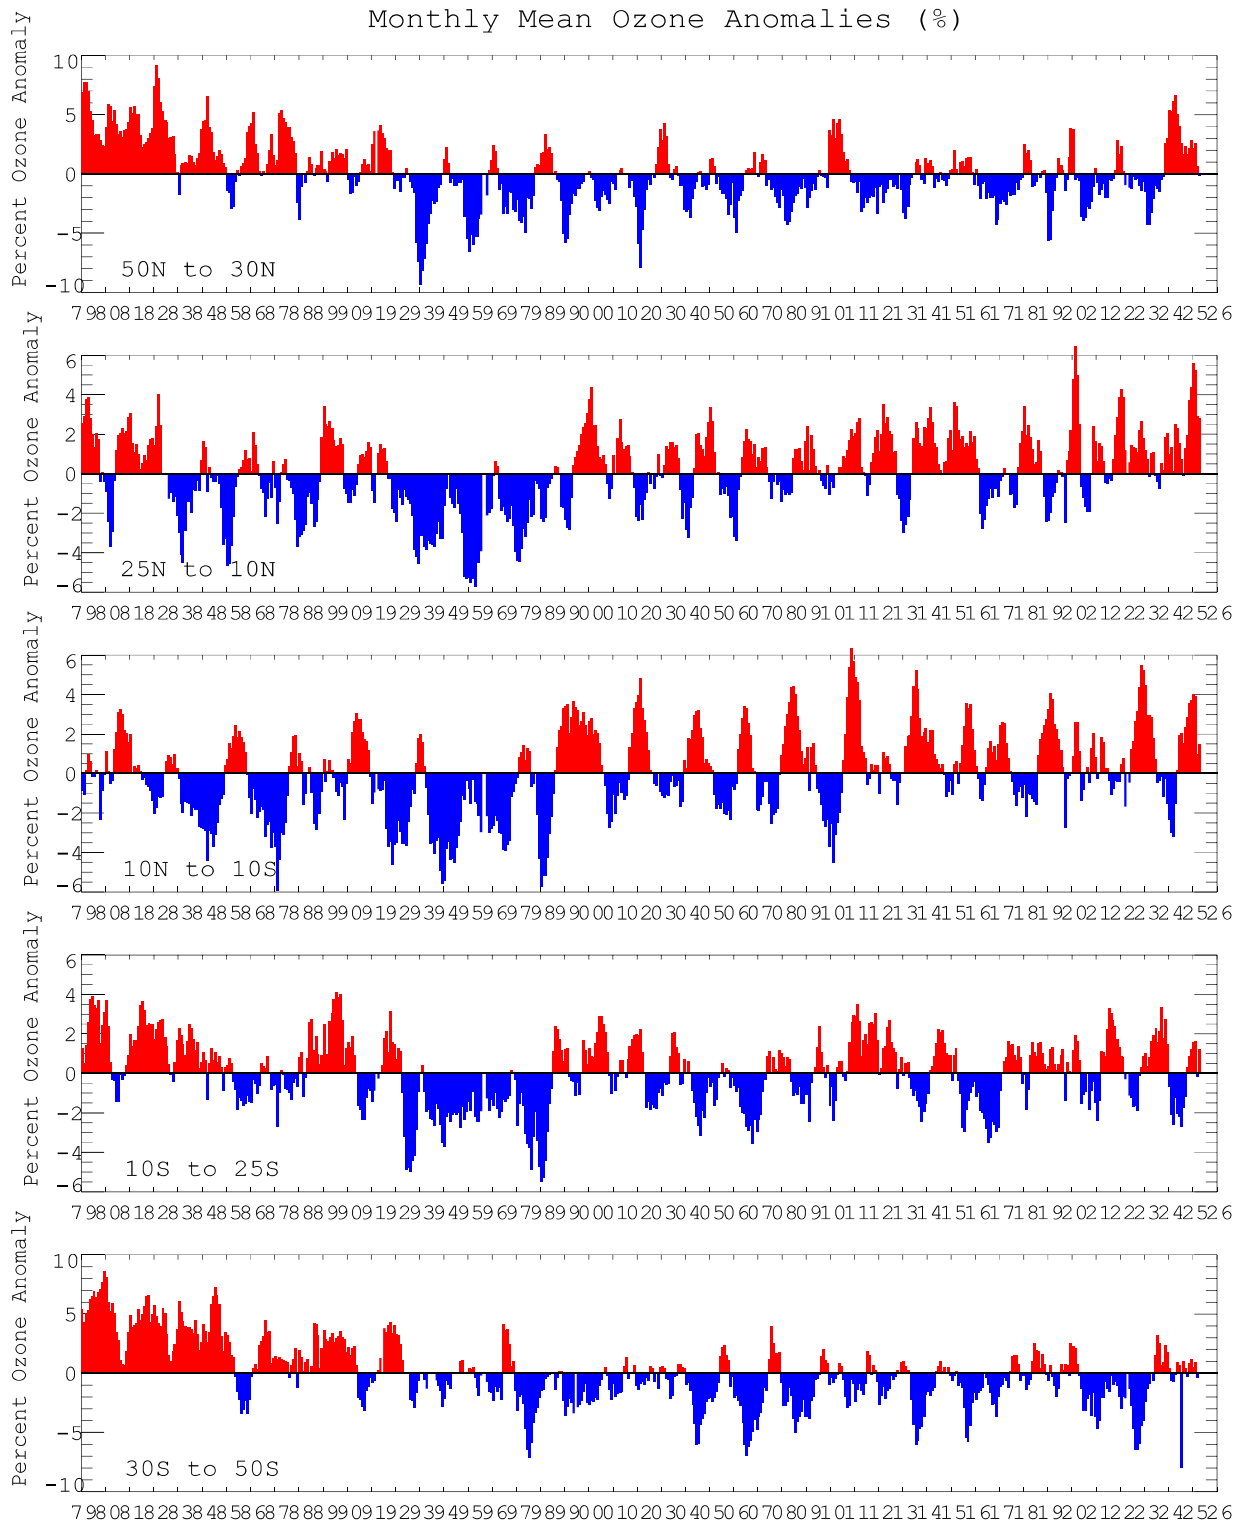 Monthly Mean Ozone Anomalies (%)
Percent Ozone Anomaly
10
5
0
-5
-10
50N to 30N
7 98 08 18 28 38 48 58 68 78 88 99 09 19 29 39 49 59 69 79 89 90 00 10 20 30 40 50 60 70 80 91 01 11 21 31 41 51 61 71 81 92 02 12 22 32 42 52 6
Percent Ozone Anomaly
6
4
2
0
-2
-4
-6
25N to 10N
7 98 08 18 28 38 48 58 68 78 88 99 09 19 29 39 49 59 69 79 89 90 00 10 20 30 40 50 60 70 80 91 01 11 21 31 41 51 61 71 81 92 02 12 22 32 42 52 6
Percent Ozone Anomaly
6
4
2
0
-2
-4
-6
10N to 10S
7 98 08 18 28 38 48 58 68 78 88 99 09 19 29 39 49 59 69 79 89 90 00 10 20 30 40 50 60 70 80 91 01 11 21 31 41 51 61 71 81 92 02 12 22 32 42 52 6
Percent Ozone Anomaly
6
4
2
0
-2
-4
-6
10S to 25S
7 98 08 18 28 38 48 58 68 78 88 99 09 19 29 39 49 59 69 79 89 90 00 10 20 30 40 50 60 70 80 91 01 11 21 31 41 51 61 71 81 92 02 12 22 32 42 52 6
Percent Ozone Anomaly
10
5
0
-5
-10
30S to 50S
7 98 08 18 28 38 48 58 68 78 88 99 09 19 29 39 49 59 69 79 89 90 00 10 20 30 40 50 60 70 80 91 01 11 21 31 41 51 61 71 81 92 02 12 22 32 42 52 6